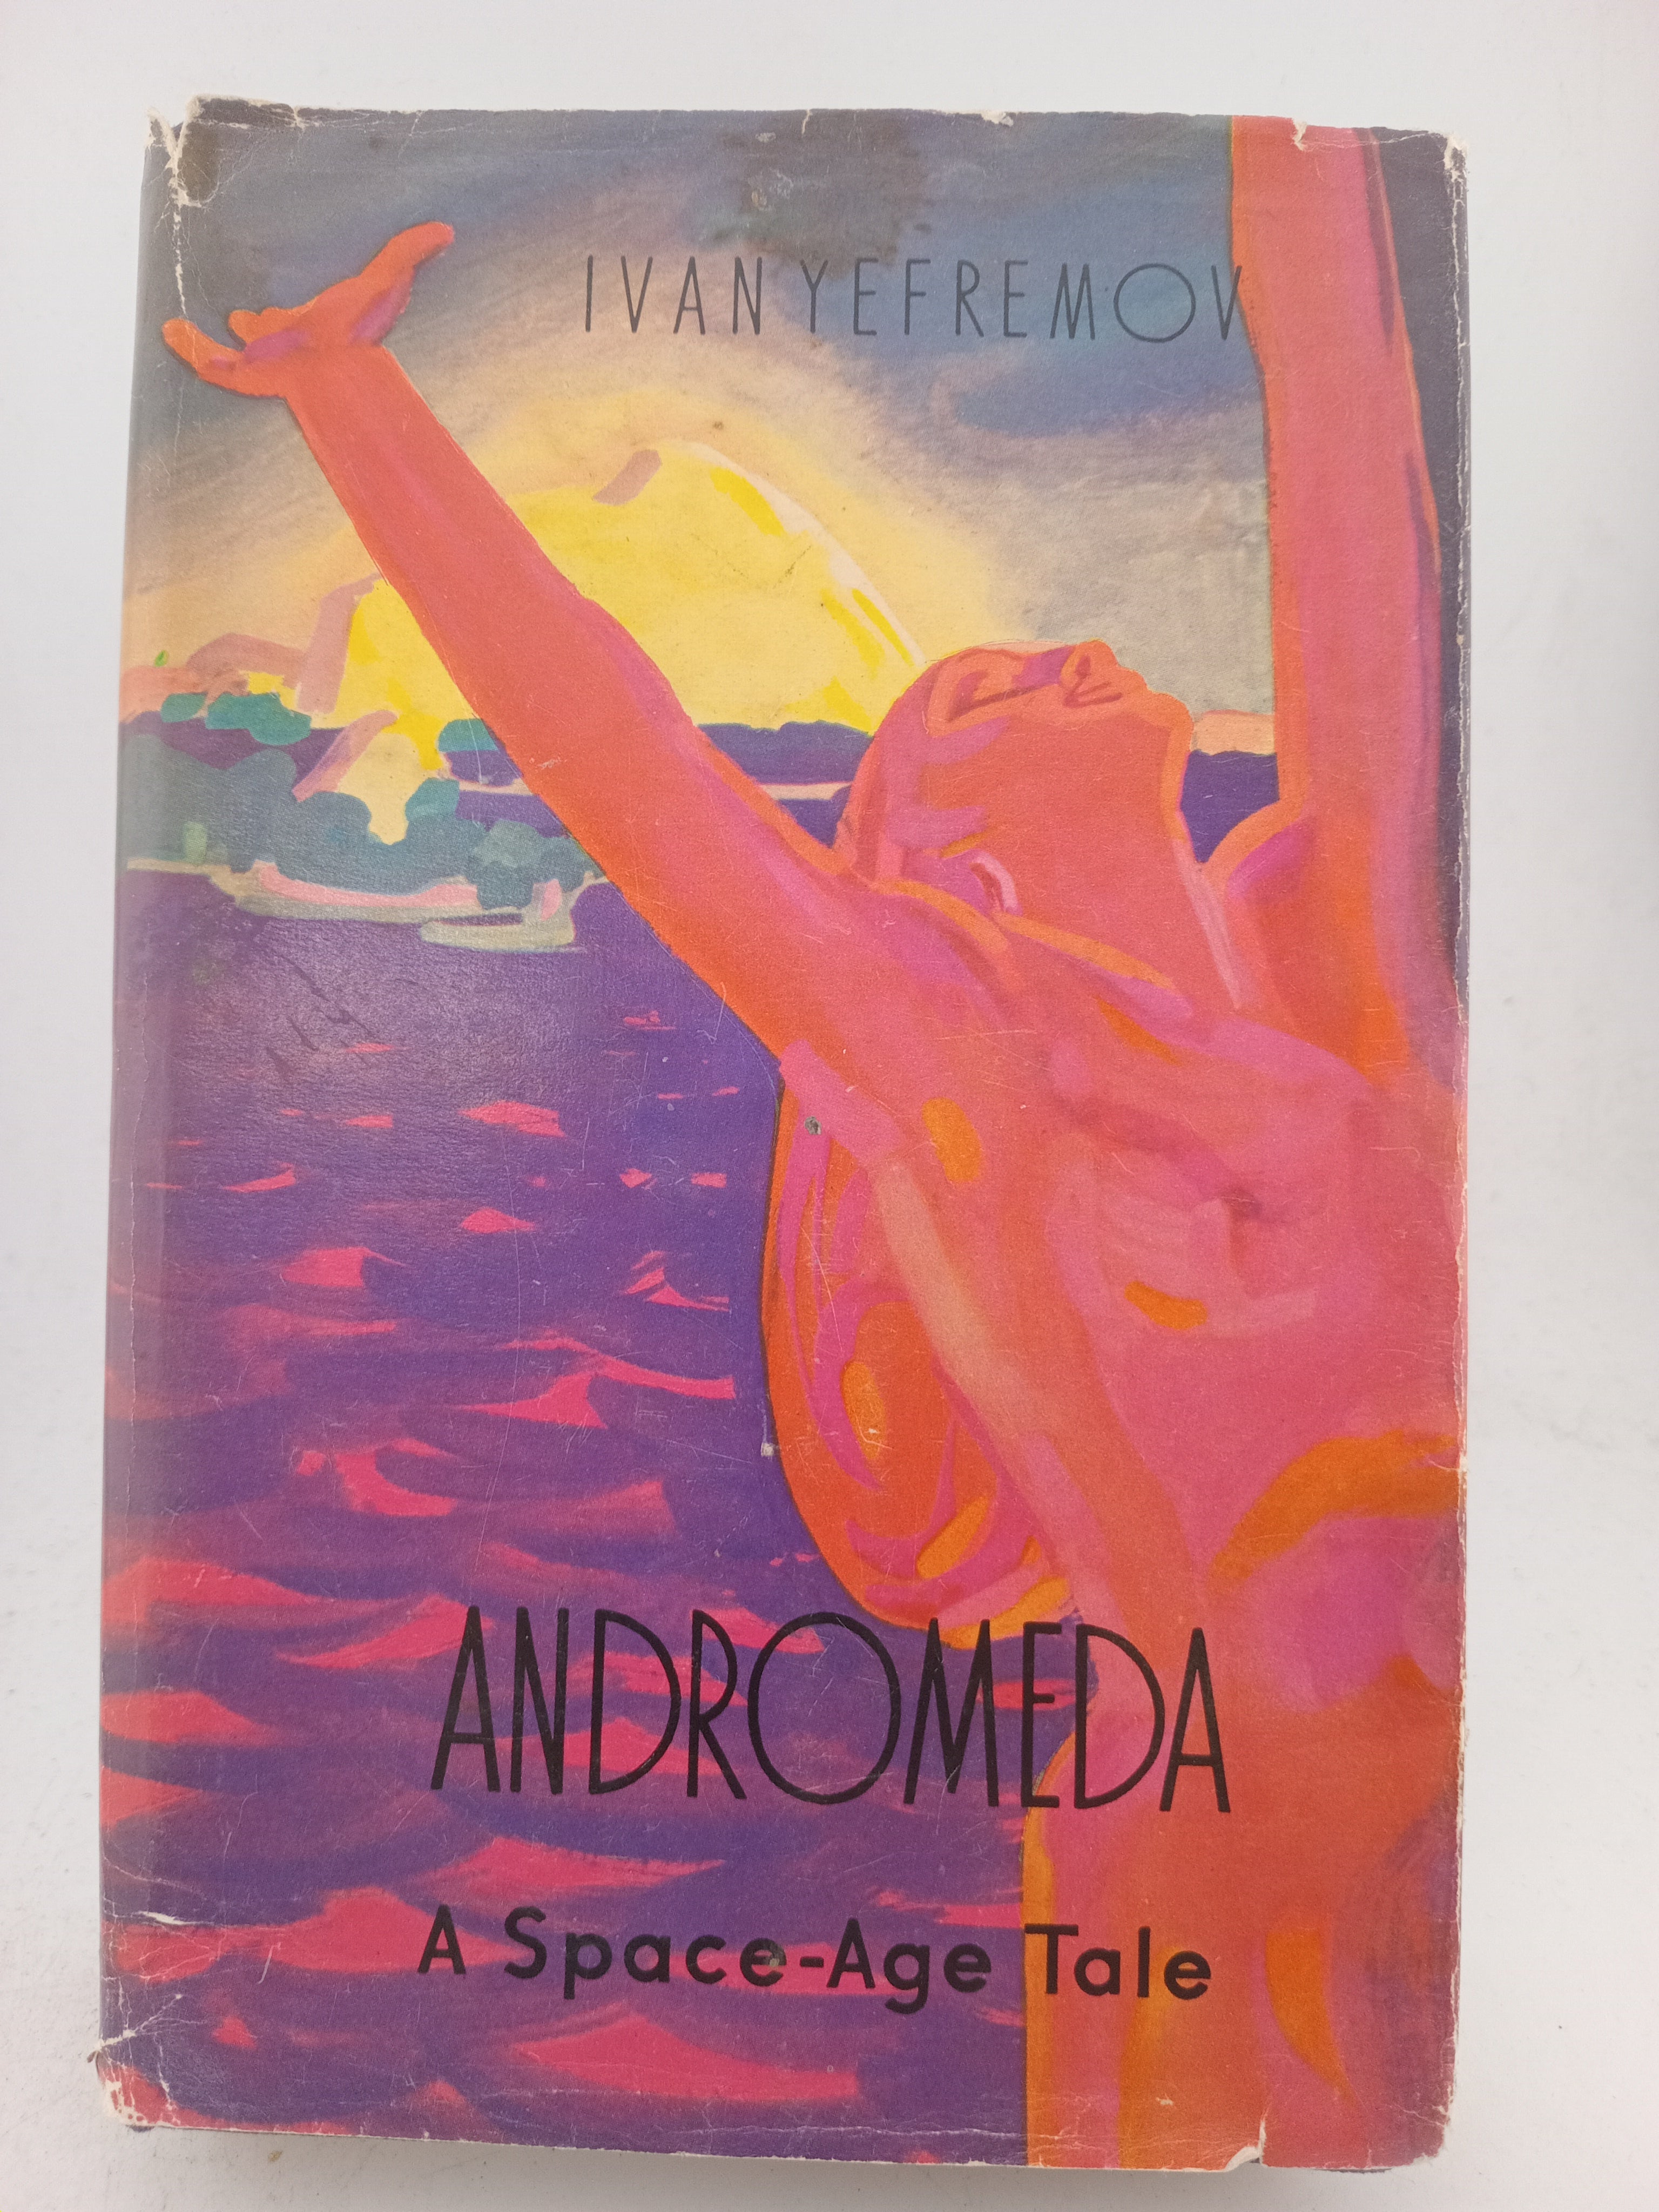 IVAN YEFREMOV
ANDROMEDA
A Space-Age Tale